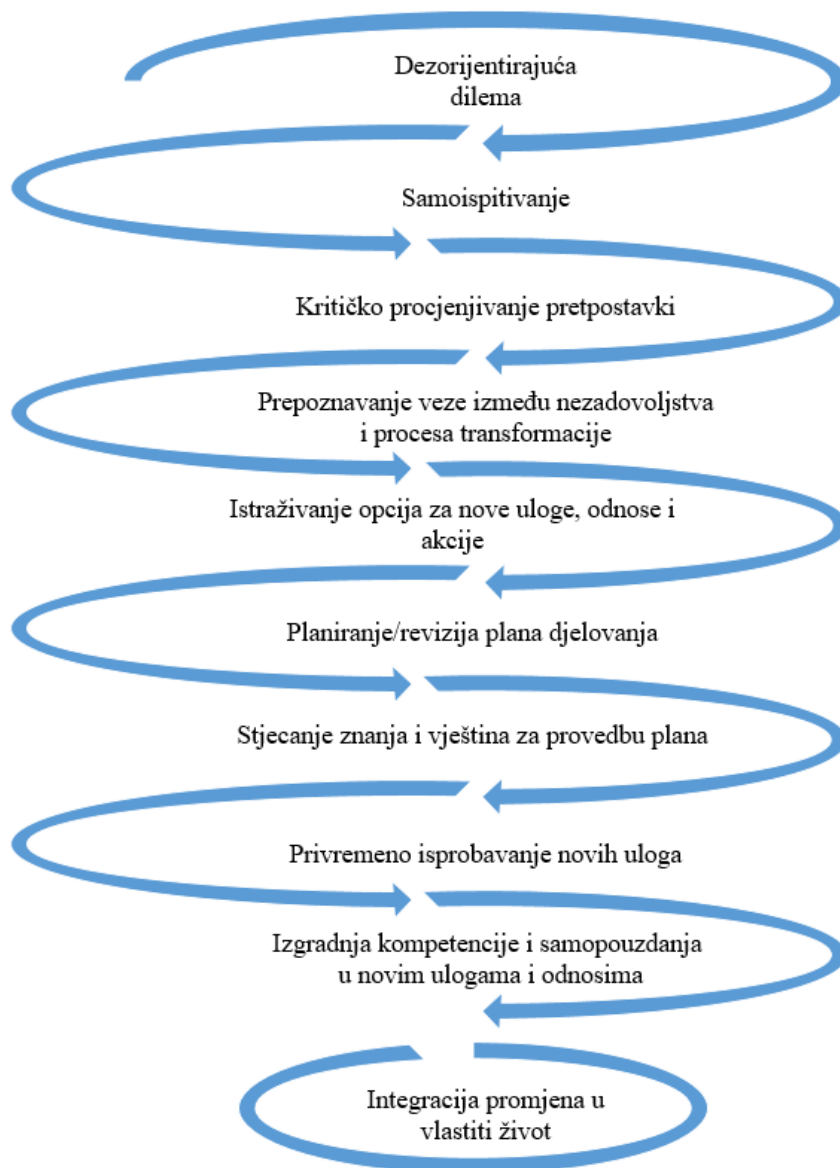 Dezorijentirajuća
dilema
Samoispitivanje
Kritičko procjenjivanje pretpostavki
Prepoznavanje veze između nezadovoljstva
i procesa transformacije
Istraživanje opcija za nove uloge, odnose i
akcije
Planiranje/revizija plana djelovanja
Stjecanje znanja i vještina za provedbu plana
Privremeno isprobavanje novih uloga
Izgradnja kompetencije i samopouzdanja
u novim ulogama i odnosima
Integracija promjena u
vlastiti život